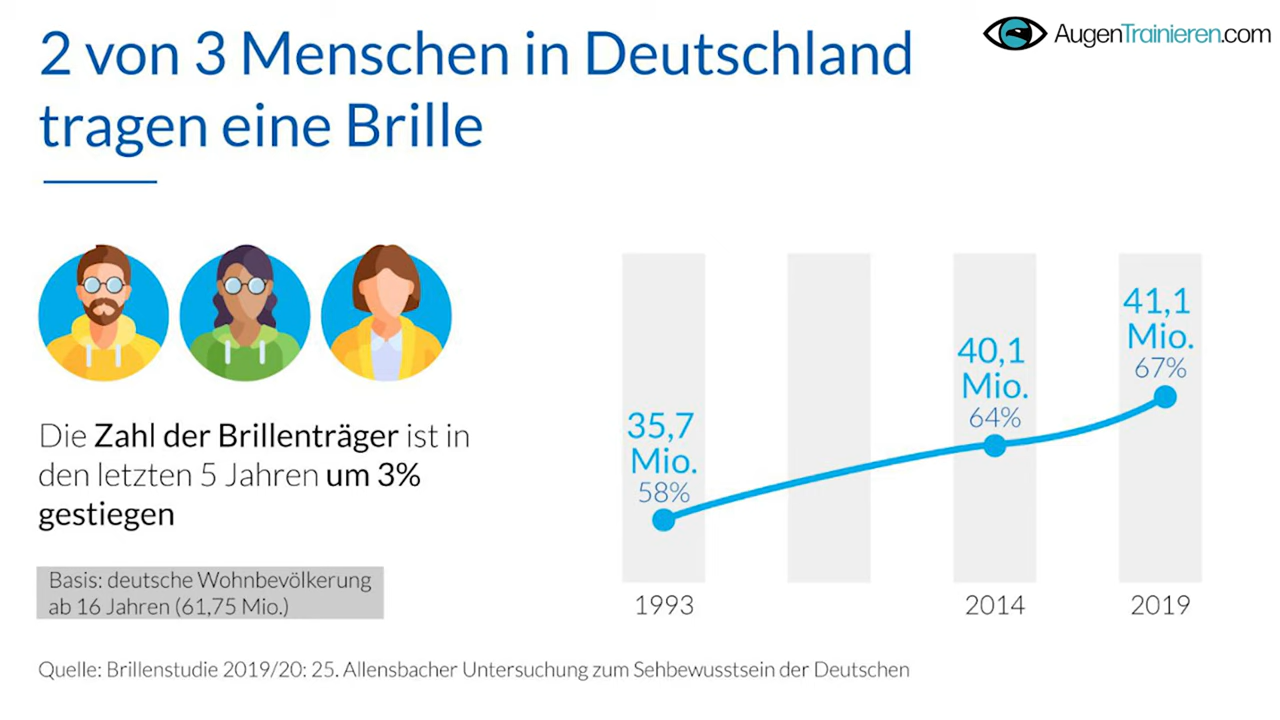 2 von 3 Menschen in Deutschland
tragen eine Brille
AugenTrainieren.com
Die Zahl der Brillenträger ist in
den letzten 5 Jahren um 3%
gestiegen
Basis: deutsche Wohnbevölkerung
ab 16 Jahren (61,75 Mio.)
35,7
Mio.
58%
40,1
Mio.
64%
41,1
Mio.
67%
1993
2014
2019
Quelle: Brillenstudie 2019/20: 25. Allensbacher Untersuchung zum Sehbewusstsein der Deutschen